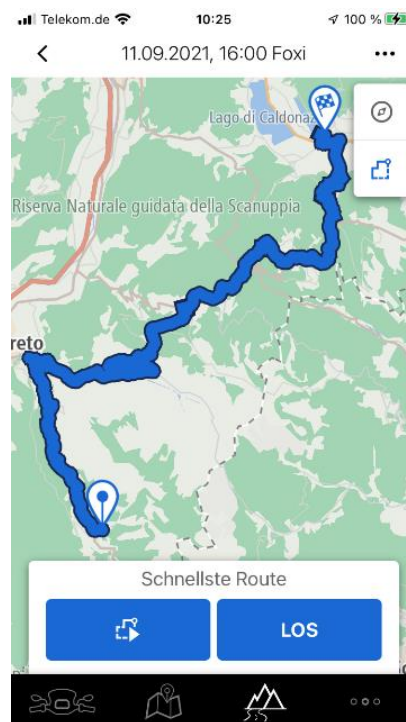 Telekom.de
10:25
100 %
11.09.2021, 16:00 Foxi
Lago di Caldonaz
Riserva Naturale guidata della Scanuppia
reto
Schnellste Route
LOS